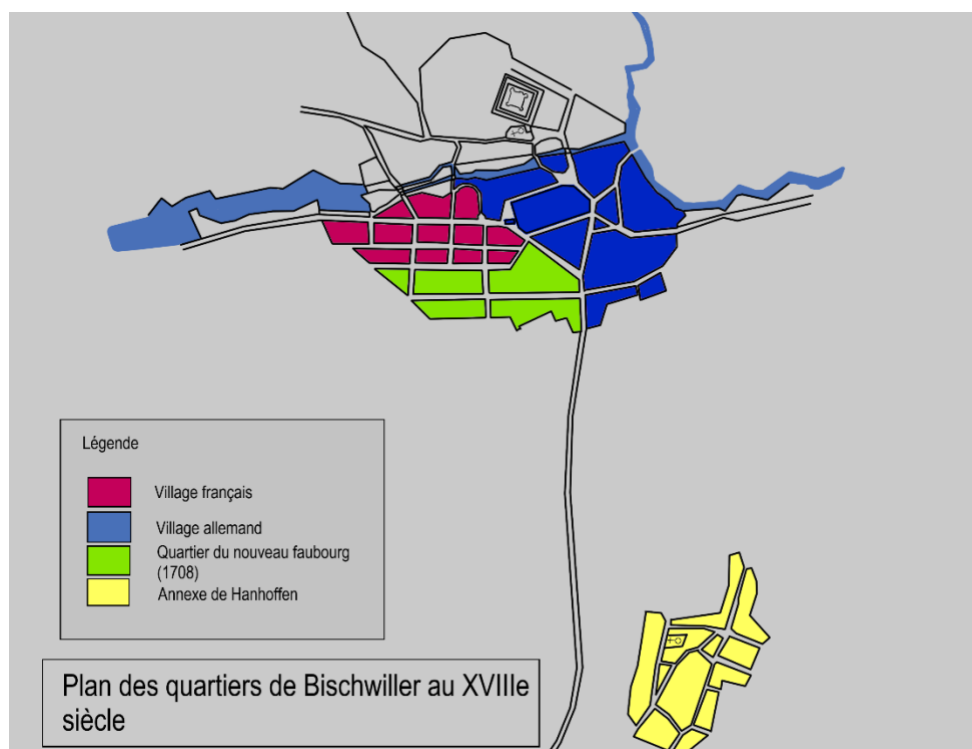 Légende
Village français
Village allemand
Quartier du nouveau faubourg
(1708)
Annexe de Hanhoffen
Plan des quartiers de Bischwiller au XVIIIe
siècle